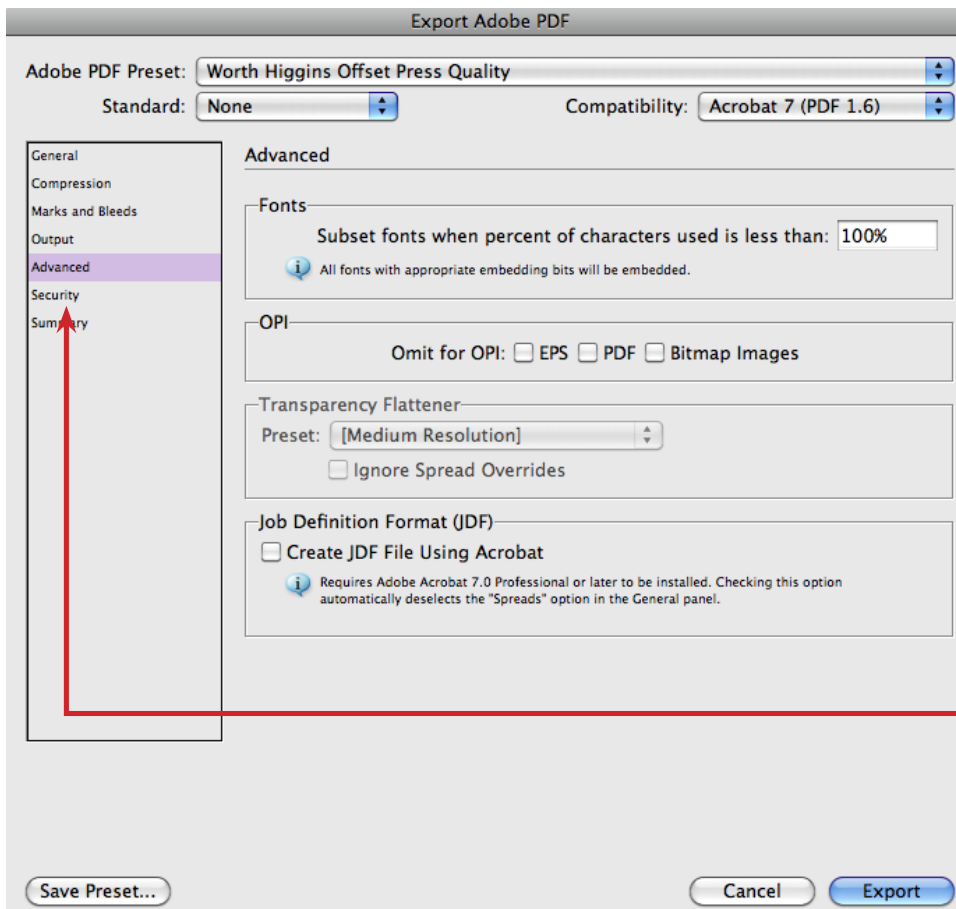 Export Adobe PDF
Adobe PDF Preset: Worth Higgins Offset Press Quality
Standard: None Compatibility: Acrobat 7 (PDF 1.6)
General
Compression
Marks and Bleeds
Output
Advanced
Security
Summary
Advanced
Fonts
Subset fonts when percent of characters used is less than: 100%
All fonts with appropriate embedding bits will be embedded.
OPI
Omit for OPI: EPS PDF Bitmap Images
Transparency Flattener
Preset: [Medium Resolution]
Ignore Spread Overrides
Job Definition Format (JDF)
Create JDF File Using Acrobat
Requires Adobe Acrobat 7.0 Professional or later to be installed. Checking this option
automatically deselects the "Spreads" option in the General panel.
Save Preset... Cancel Export